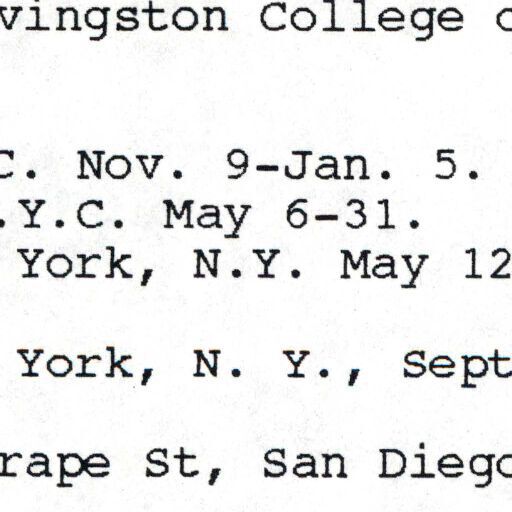 vingston College
C. Nov. 9-Jan. 5.
.Y.C. May 6-31.
York, N.Y. May 12
York, N. Y., Sept
rape St, San Diego